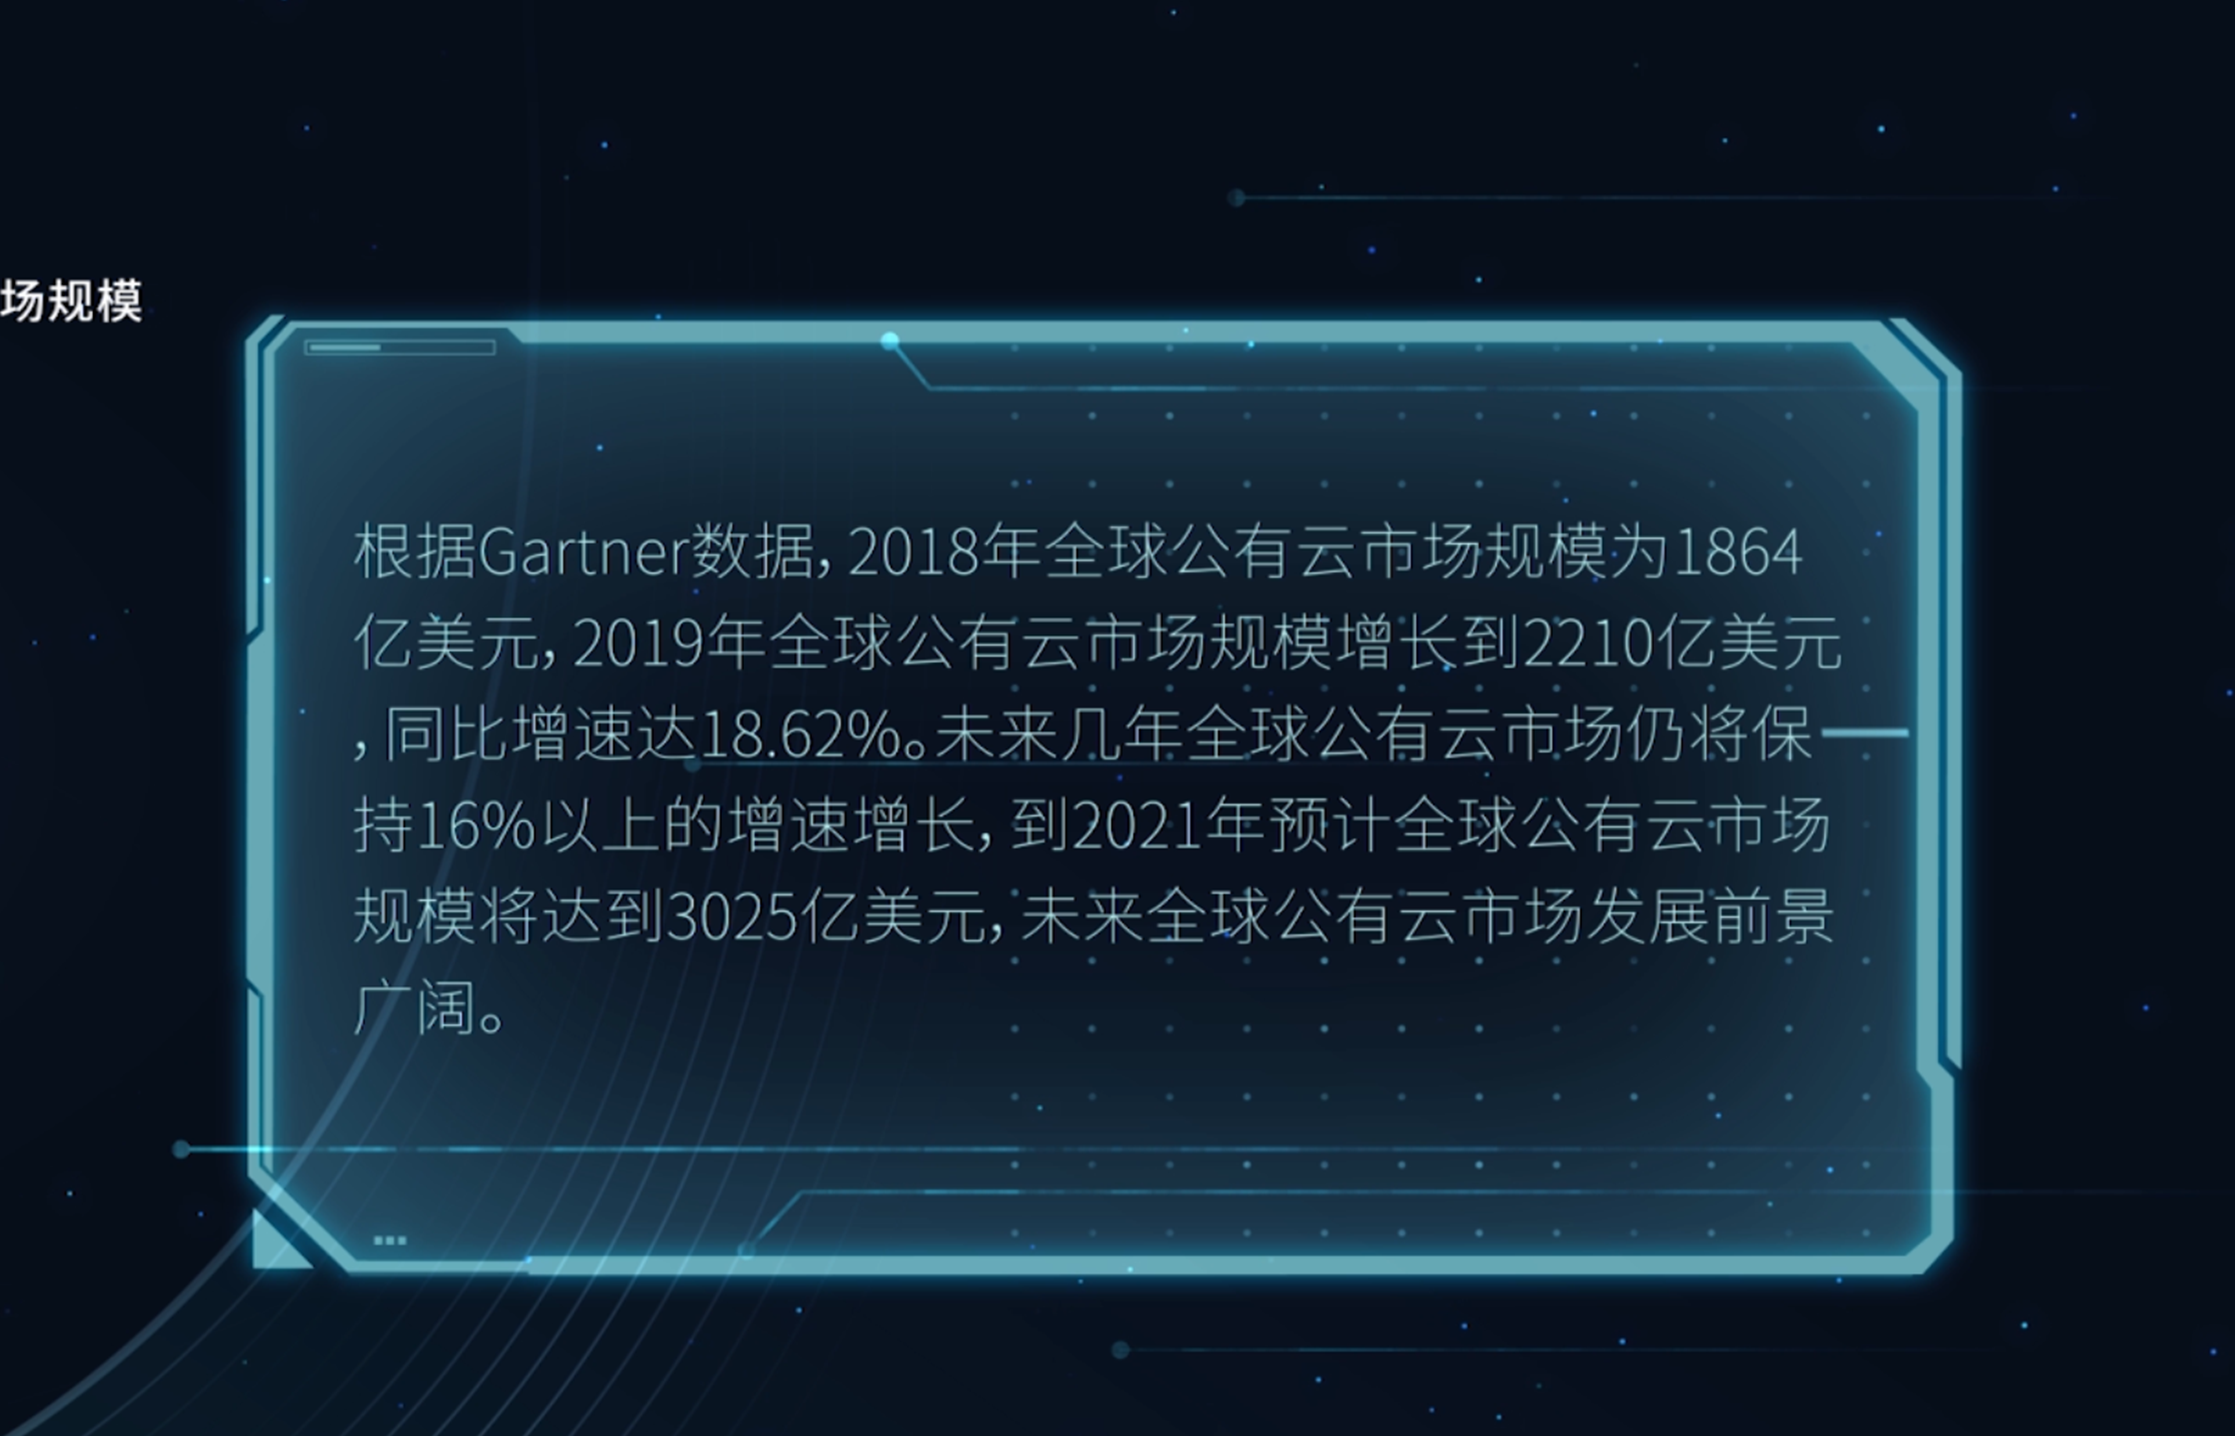 场规模
根据Gartner数据，2018年全球公有云市场规模为1864
亿美元，2019年全球公有云市场规模增长到2210亿美元
，同比增速达18.62%。未来几年全球公有云市场仍将保
持16%以上的增速增长，到2021年预计全球公有云市场
规模将达到3025亿美元，未来全球公有云市场发展前景
广阔。